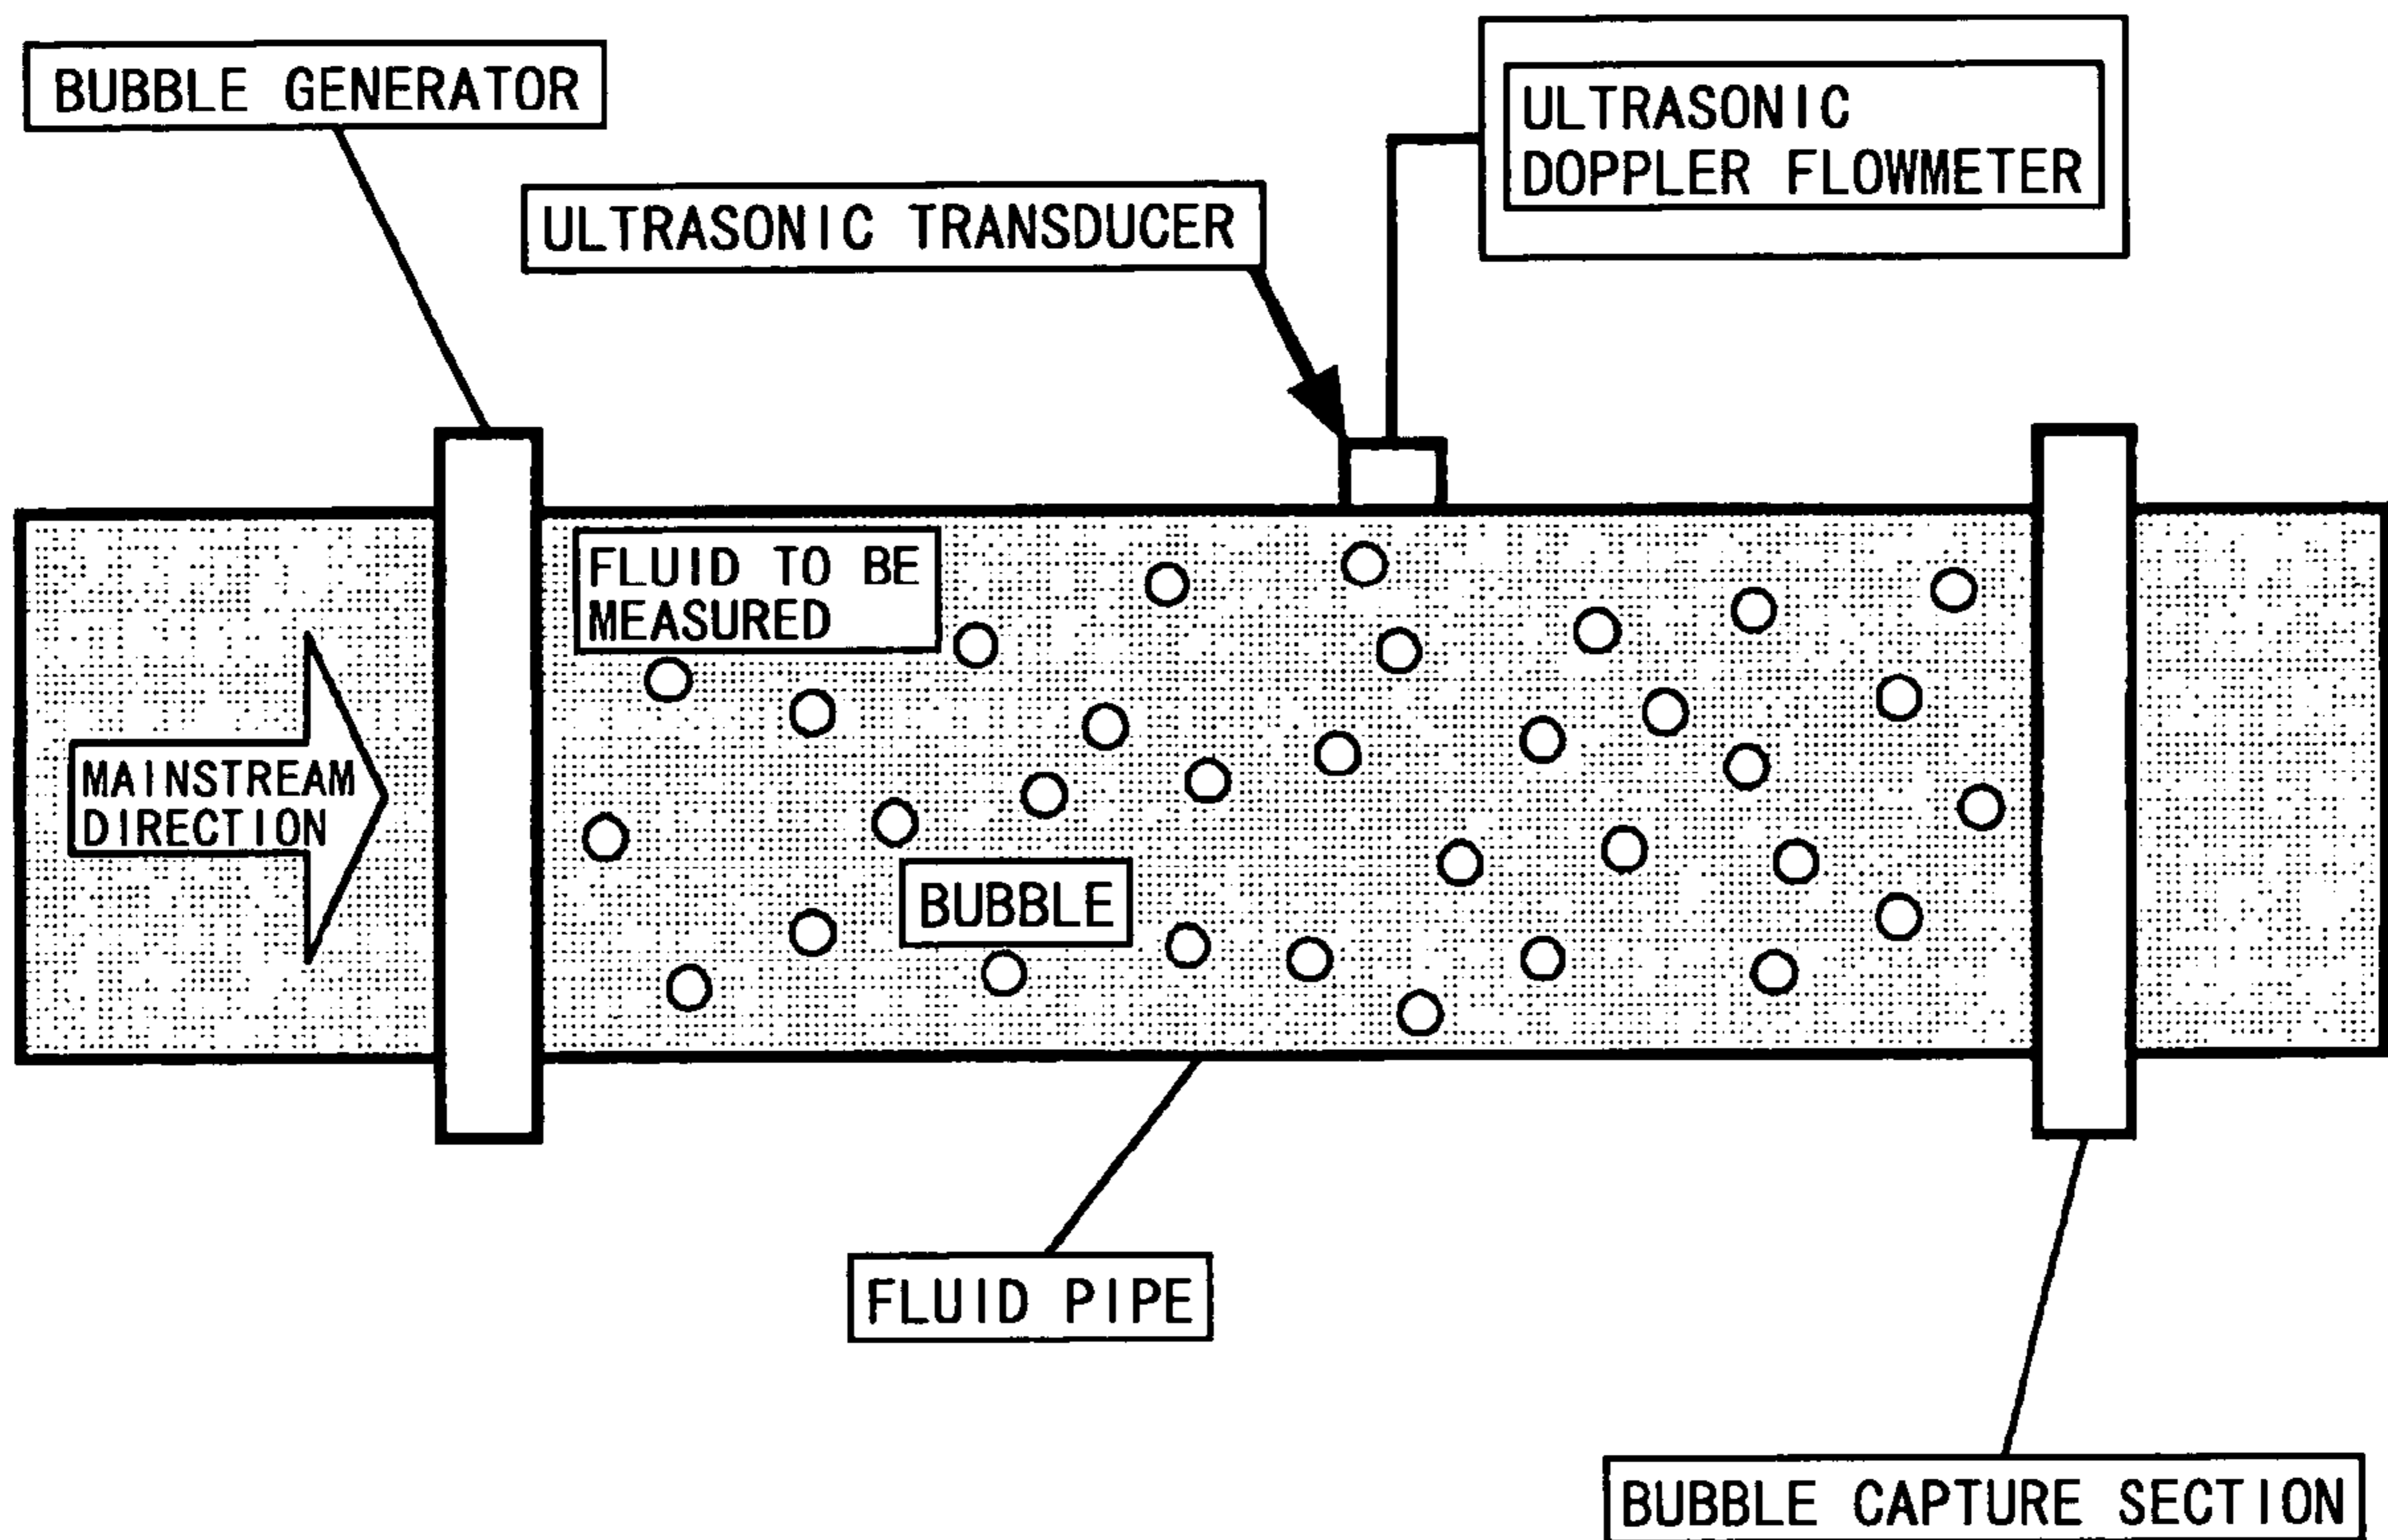 BUBBLE GENERATOR
ULTRASONIC
DOPPLER FLOWMETER
ULTRASONIC TRANSDUCER
FLUID TO BE
MEASURED
MAINSTREAM
DIRECTION
BUBBLE
FLUID PIPE
BUBBLE CAPTURE SECTION